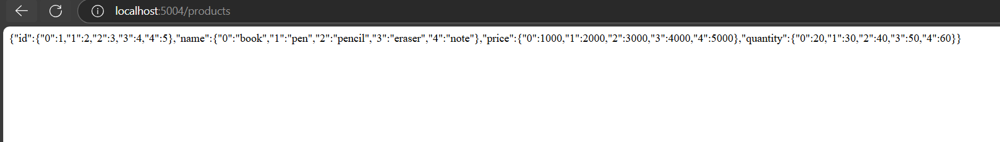 localhost:5004/products
{"id":{"0":1,"1":2,"2":3,"3":4,"4":5},"name":{"0":"book","1":"pen","2":"pencil","3":"eraser","4":"note"},"price":{"0":1000,"1":2000,"2":3000,"3":4000,"4":5000},"quantity":{"0":20,"1":30,"2":40,"3":50,"4":60}}